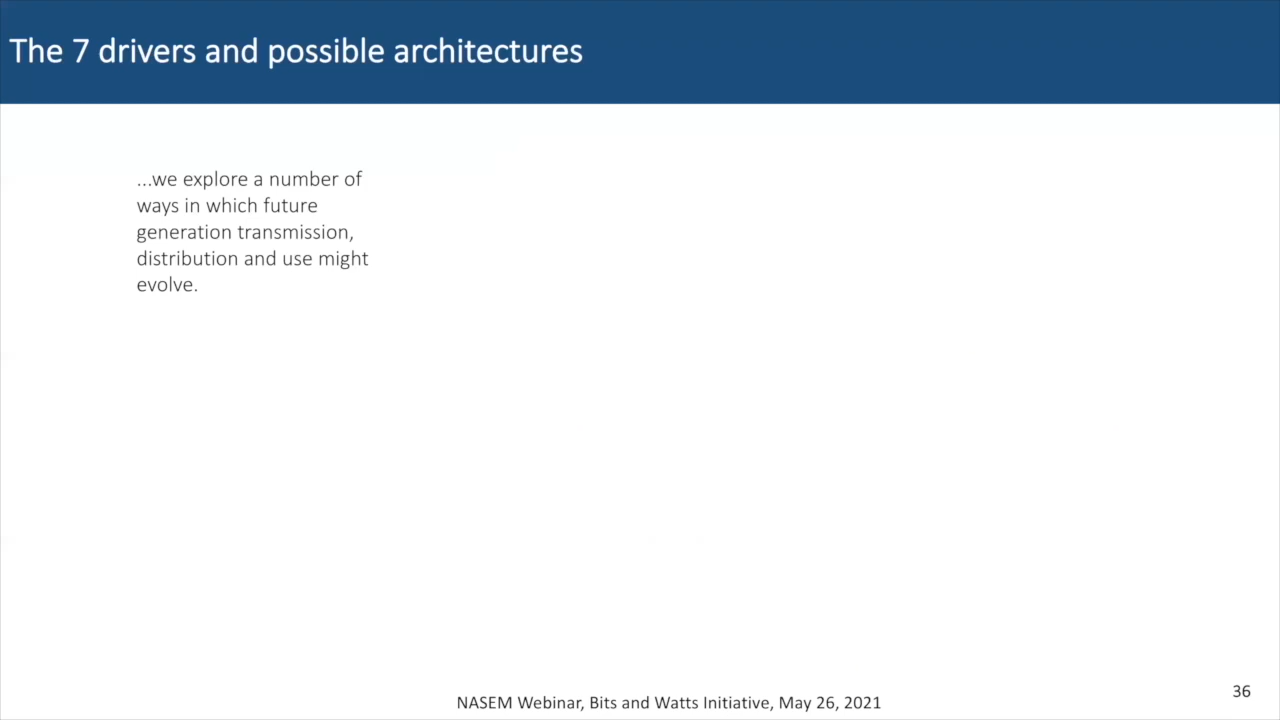 The 7 drivers and possible architectures
...we explore a number of
ways in which future
generation transmission,
distribution and use might
evolve.
NASEM Webinar, Bits and Watts Initiative, May 26, 2021
36